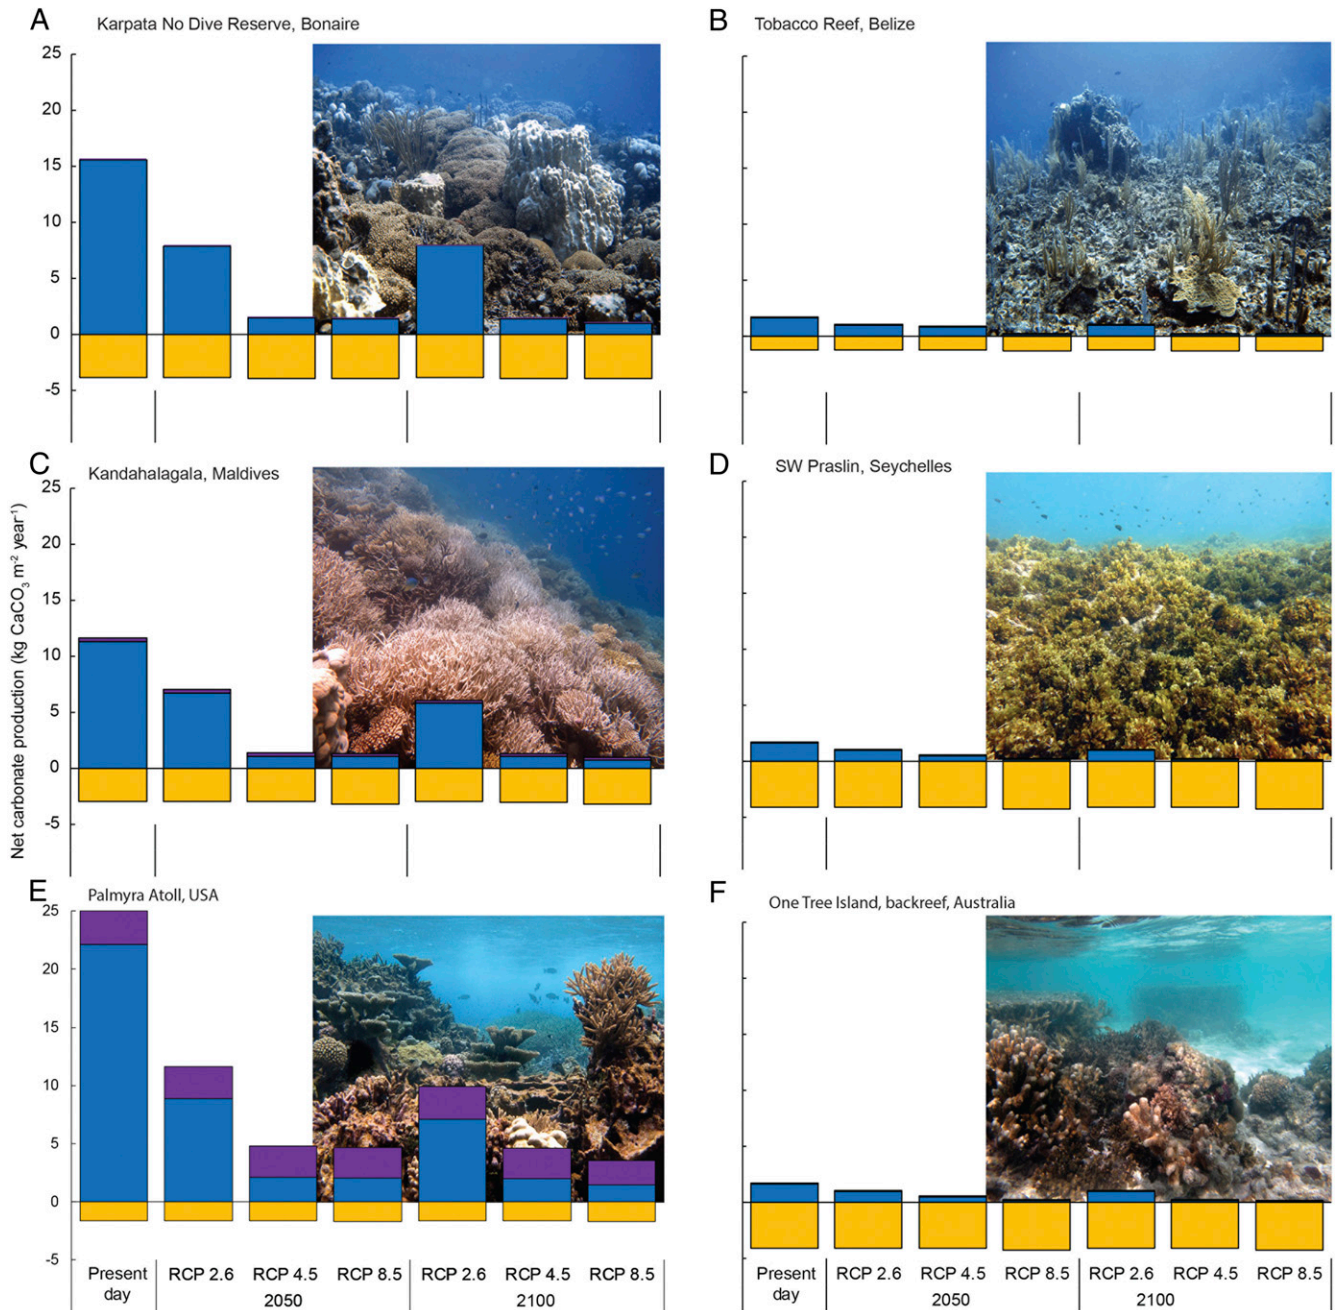 A
Karpata No Dive Reserve, Bonaire
25
20
15
10
5
0
-5
B
Tobacco Reef, Belize
C
Kandahalagala, Maldives
25
20
15
10
5
0
-5
Net carbonate production (kg CaCO₃ m⁻² year⁻¹)
D
SW Praslin, Seychelles
E
Palmyra Atoll, USA
25
20
15
10
5
0
-5
Present day
RCP 2.6 RCP 4.5 RCP 8.5 RCP 2.6 RCP 4.5 RCP 8.5
2050 2100
F
One Tree Island, backreef, Australia
Present day
RCP 2.6 RCP 4.5 RCP 8.5 RCP 2.6 RCP 4.5 RCP 8.5
2050 2100